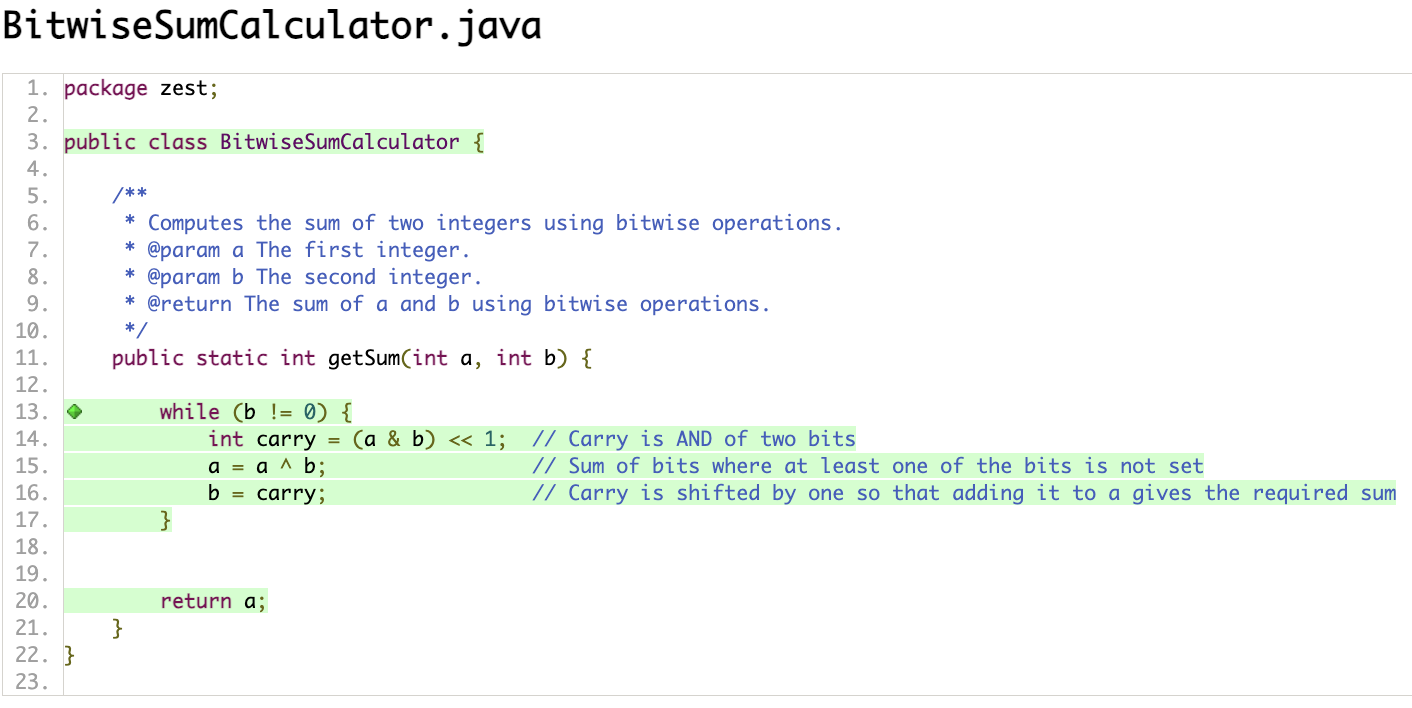 BitwiseSumCalculator.java
1. package zest;
2.
3. public class BitwiseSumCalculator {
4.
5.     /**
6.      * Computes the sum of two integers using bitwise operations.
7.      * @param a The first integer.
8.      * @param b The second integer.
9.      * @return The sum of a and b using bitwise operations.
10.      */
11.     public static int getSum(int a, int b) {
12.
13.         while (b != 0) {
14.             int carry = (a & b) << 1;  // Carry is AND of two bits
15.             a = a ^ b;                 // Sum of bits where at least one of the bits is not set
16.             b = carry;                 // Carry is shifted by one so that adding it to a gives the required sum
17.         }
18.
19.
20.         return a;
21.     }
22. }
23.